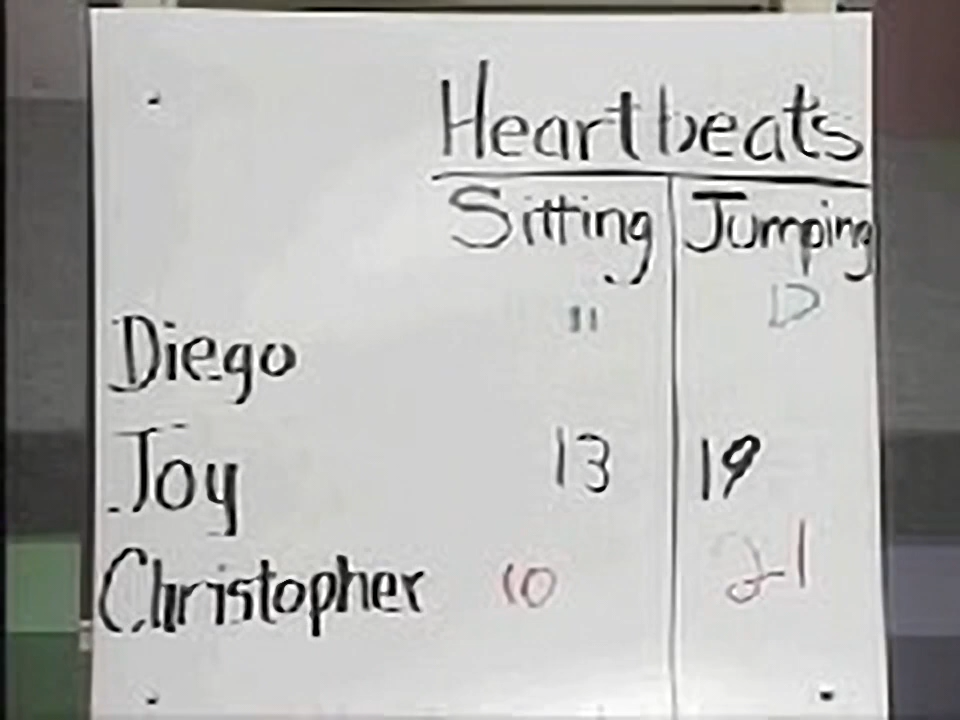 Heartbeats
Sitting Jumping
Diego 11
Joy 13 19
Christopher 10 21